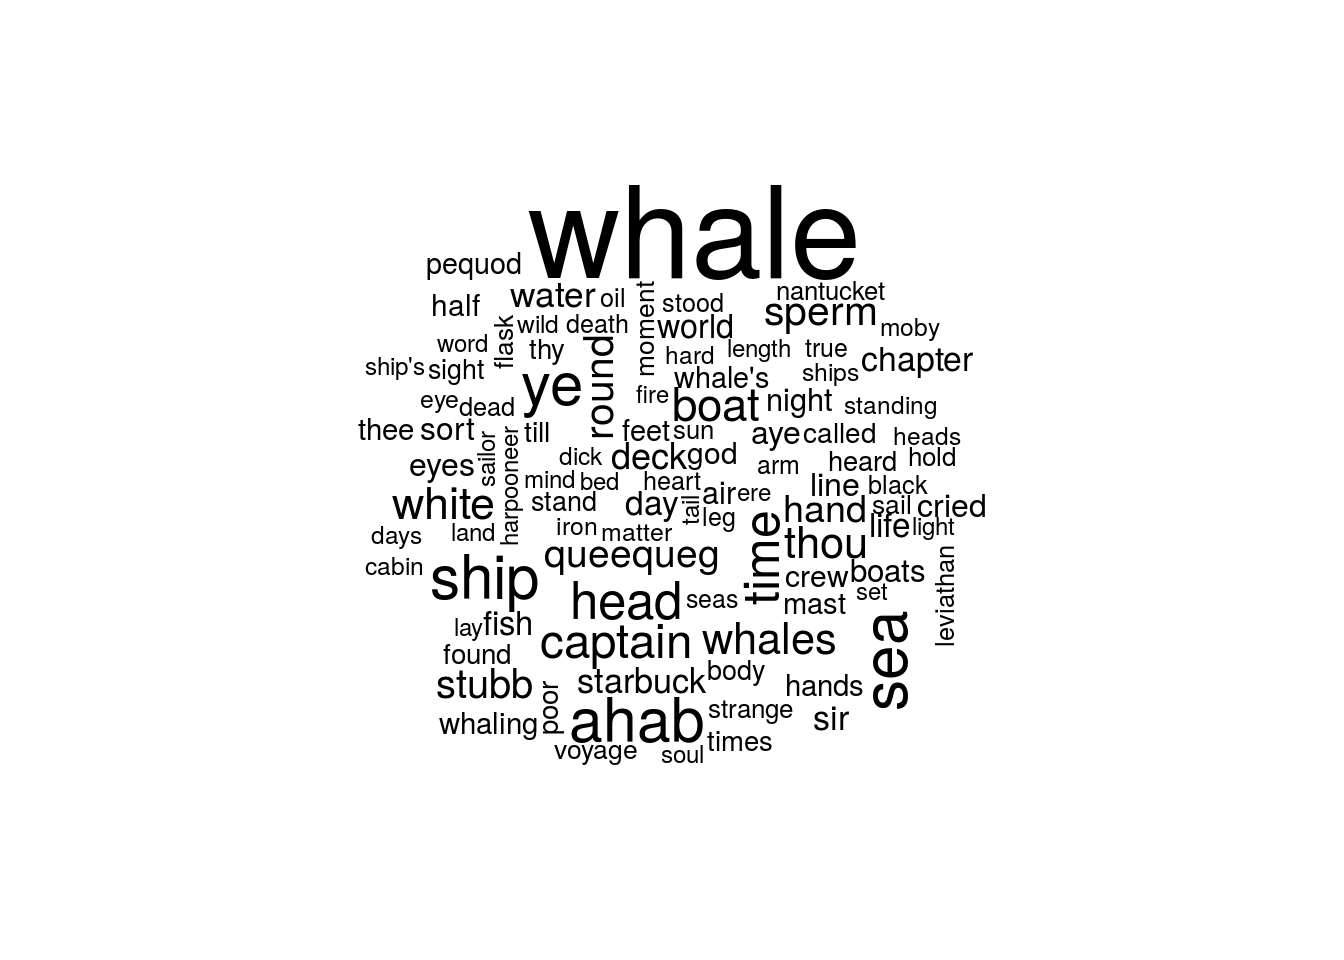 whale
pequod
nantucket
water oil moment stood
half
sperm
wild death
world
moby
flask
word
thy
round
hard
length
true
chapter
ship's
sight
whale's
ships
ye
fire
boat
night
standing
eye
dead
thee
sort
till
feet
sun
aye
called
heads
sailor
harpooneer
dick
deck
god
arm
heard
hold
eyes
mind
bed
heart
line
black
white
stand
day
tail
air
ere
hand
sail
cried
leg
days
land
iron
matter
time
life
light
thou
cabin
queequeg
crew
boats
leviathan
ship
head
seas
mast
set
sea
lay
fish
captain
whales
found
stubb
starbuck
body
hands
poor
whaling
ahab
strange
sir
voyage
soul
times